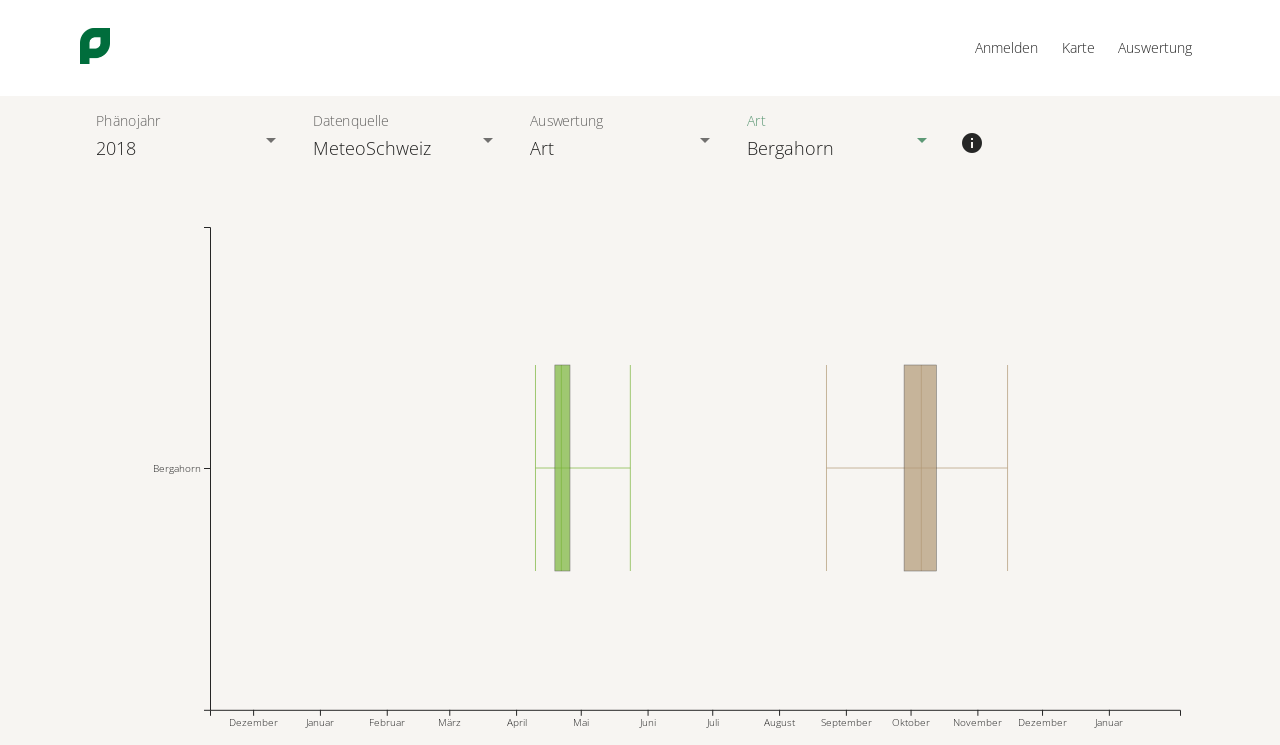 Anmelden Karte Auswertung
Phänojahr Datenquelle Auswertung Art
2018 MeteoSchweiz Art Bergahorn
Bergahorn
Dezember Januar Februar März April Mai Juni Juli August September Oktober November Dezember Januar